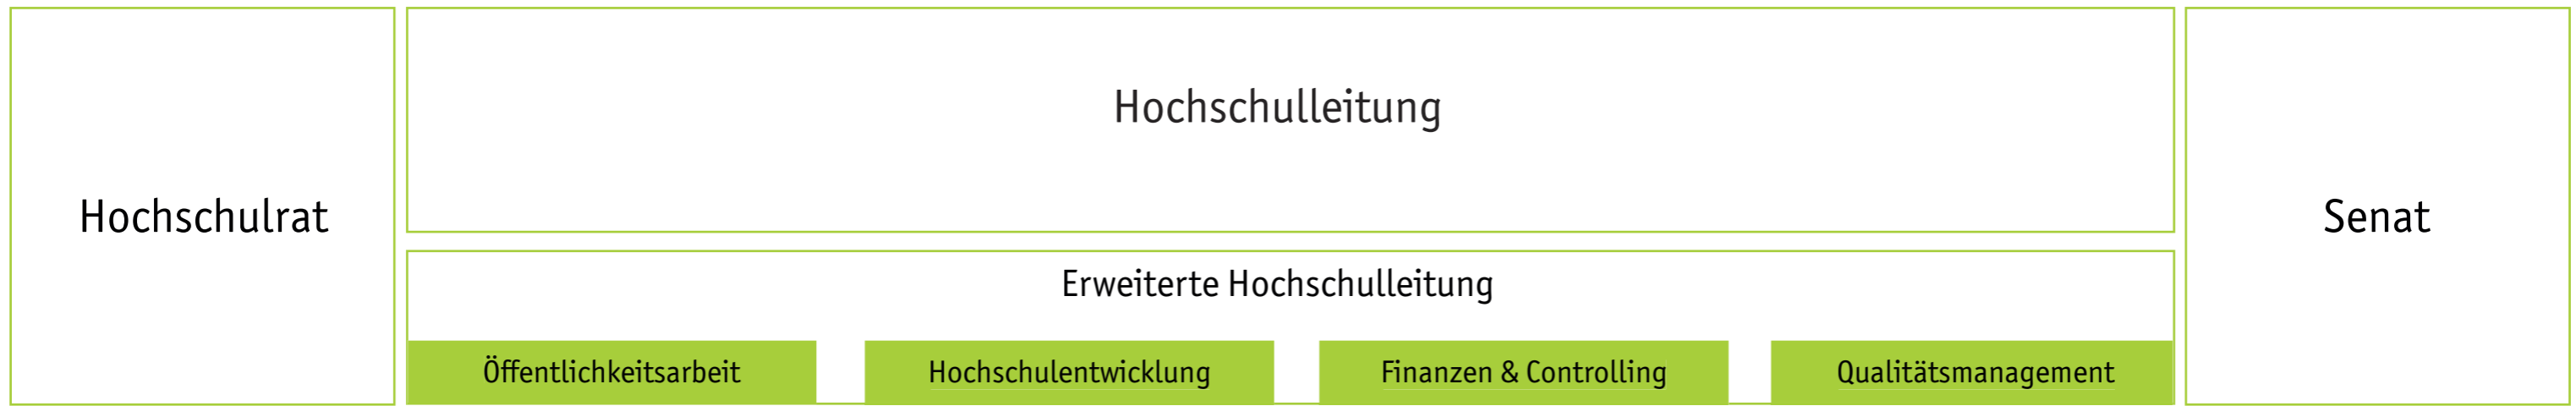 Hochschulrat
Hochschulleitung
Erweiterte Hochschulleitung
Öffentlichkeitsarbeit
Hochschulentwicklung
Finanzen & Controlling
Qualitätsmanagement
Senat